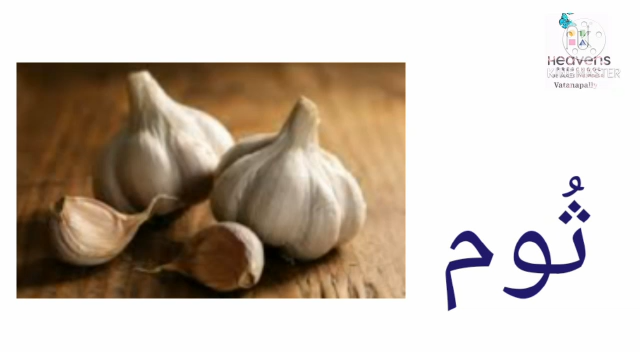 Heavens
Vatanapally
ثُوم